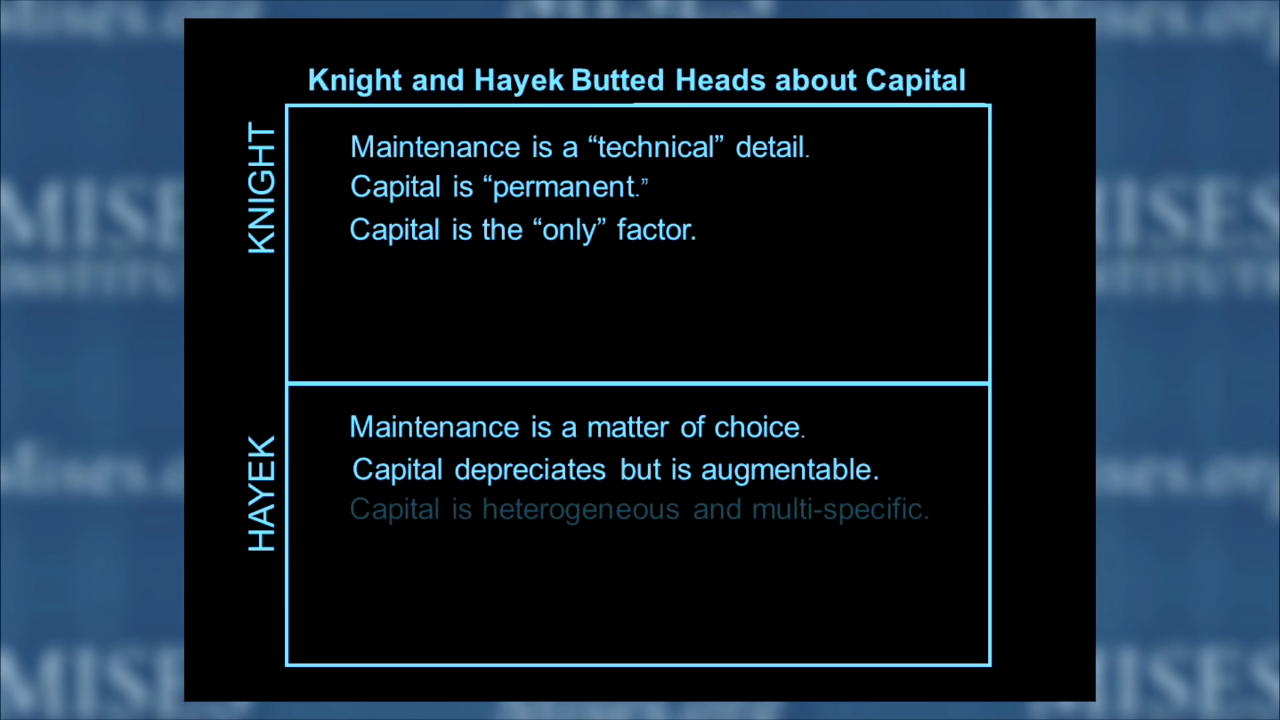 Knight and Hayek Butted Heads about Capital
KNIGHT
Maintenance is a “technical” detail.
Capital is “permanent.”
Capital is the “only” factor.
HAYEK
Maintenance is a matter of choice.
Capital depreciates but is augmentable.
Capital is heterogeneous and multi-specific.